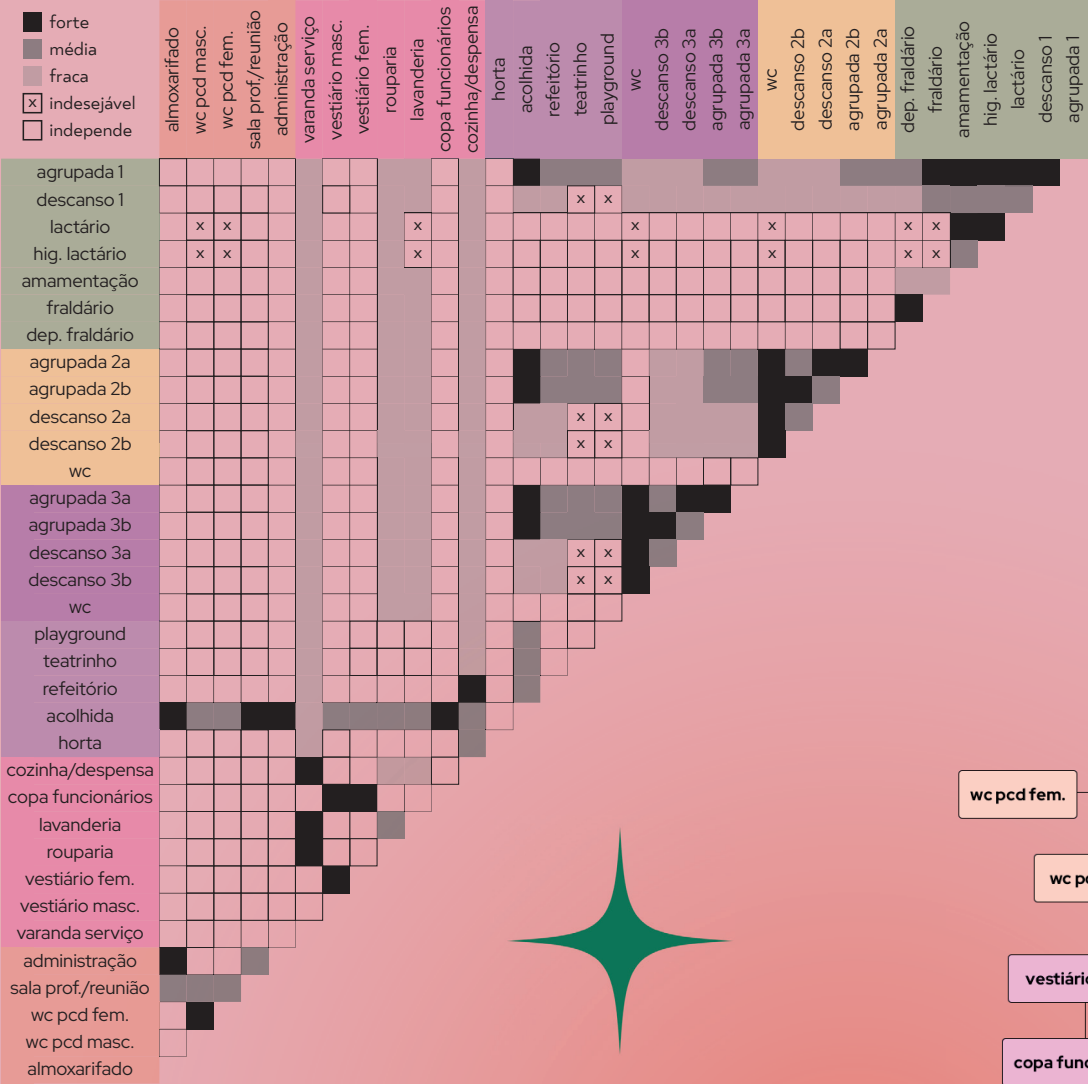 forte
média
fraca
x indesejável
independe
almoxarifado
wc pcd masc.
wc pcd fem.
sala prof./reunião
administração
varanda serviço
vestiário masc.
vestiário fem.
rouparia
lavanderia
copa funcionários
cozinha/despensa
horta
acolhida
refeitório
teatrinho
playground
wc
descanso 3b
descanso 3a
agrupada 3b
agrupada 3a
wc
descanso 2b
descanso 2a
agrupada 2b
agrupada 2a
dep. fraldário
fraldário
amamentação
hig. lactário
lactário
descanso 1
agrupada 1
agrupada 1
descanso 1 x x
lactário x x x x x x x
hig. lactário x x x x x x x
amamentação
fraldário
dep. fraldário
agrupada 2a
agrupada 2b
descanso 2a x x
descanso 2b x x
wc
agrupada 3a
agrupada 3b
descanso 3a x x
descanso 3b x x
wc
playground
teatrinho
refeitório
acolhida
horta
cozinha/despensa
copa funcionários
lavanderia
rouparia
vestiário fem.
vestiário masc.
varanda serviço
administração
sala prof./reunião
wc pcd fem.
wc pcd masc.
almoxarifado
wc pcd fem.
wc pc
vestiári
copa func